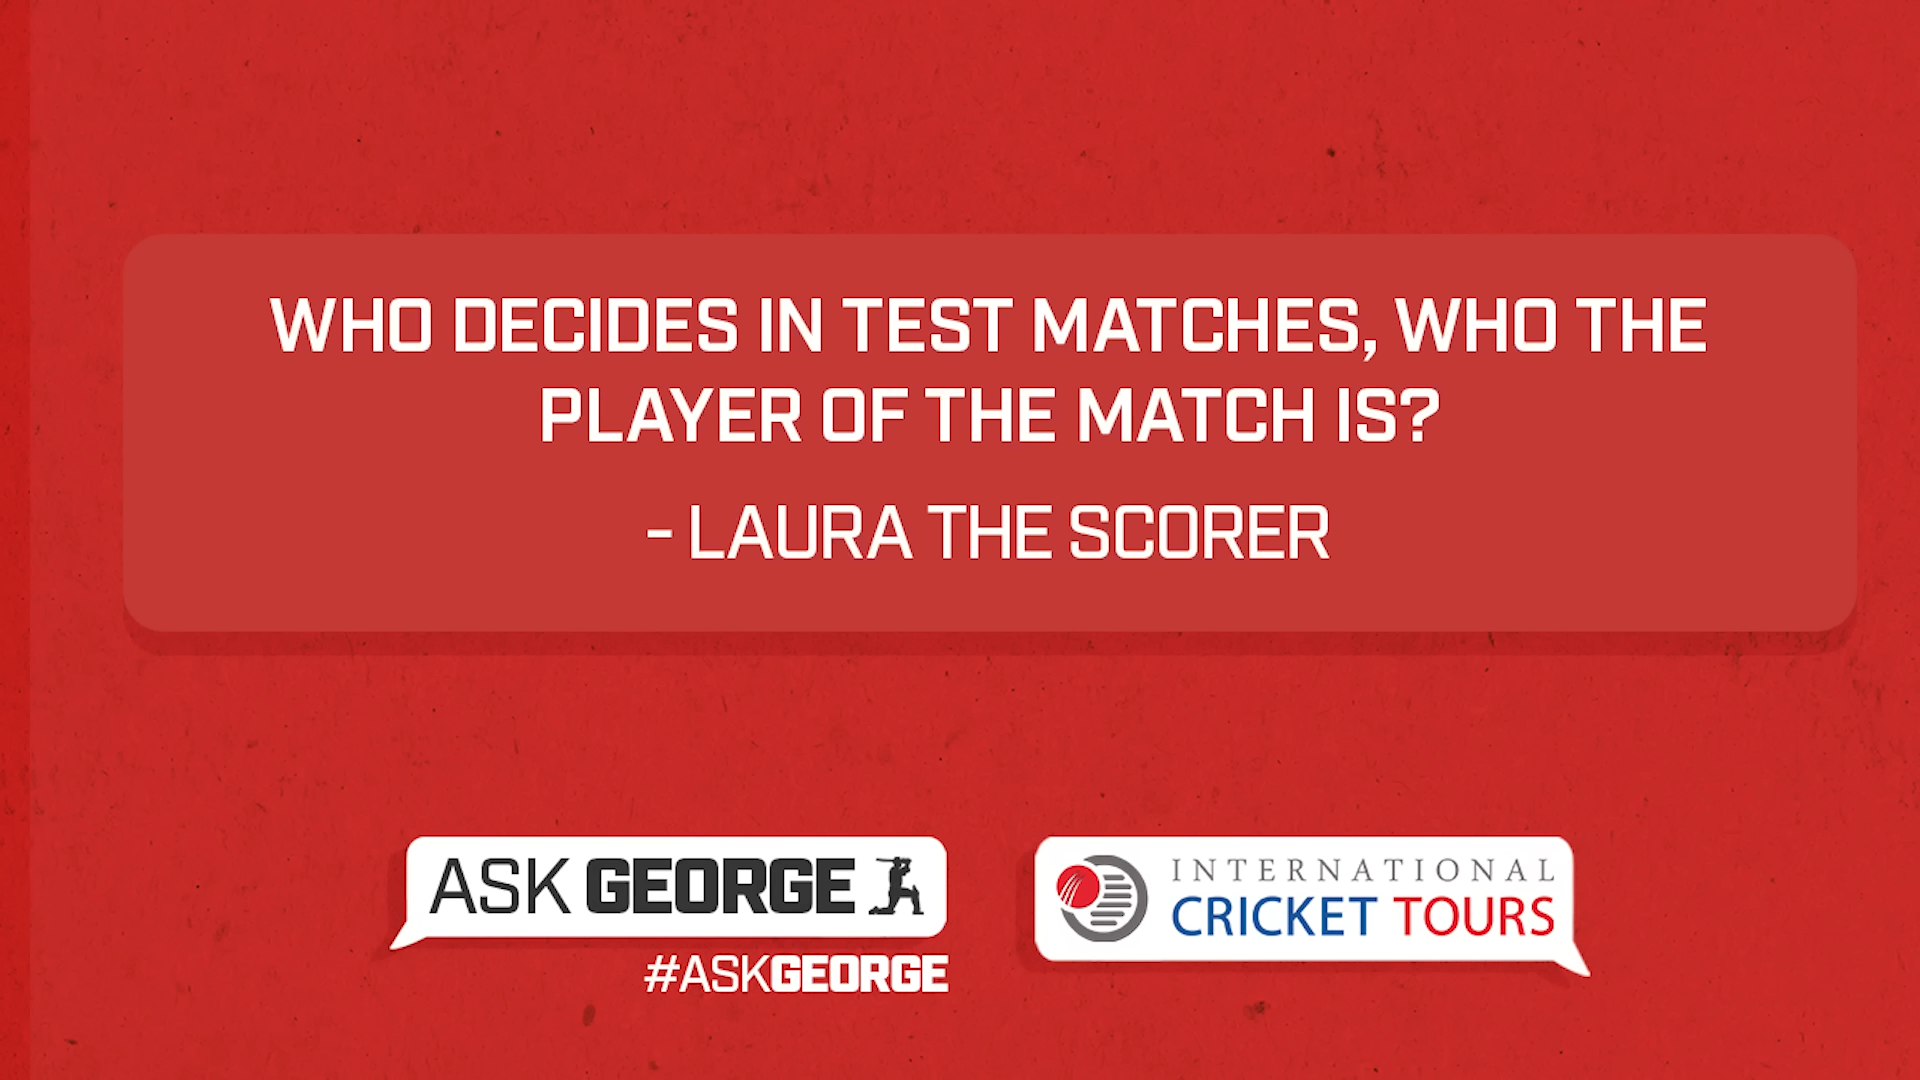 WHO DECIDES IN TEST MATCHES, WHO THE
PLAYER OF THE MATCH IS?
- LAURA THE SCORER
ASK GEORGE
#ASKGEORGE
INTERNATIONAL
CRICKET TOURS